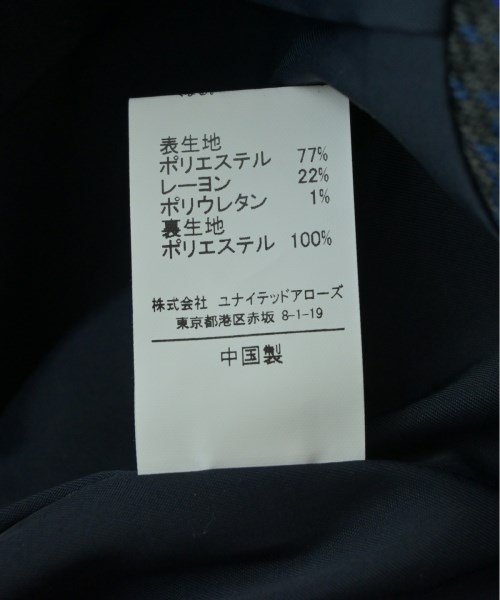 表生地
ポリエステル 77%
レーヨン 22%
ポリウレタン 1%
裏生地
ポリエステル 100%
株式会社 ユナイテッドアローズ
東京都港区赤坂 8-1-19
中国製